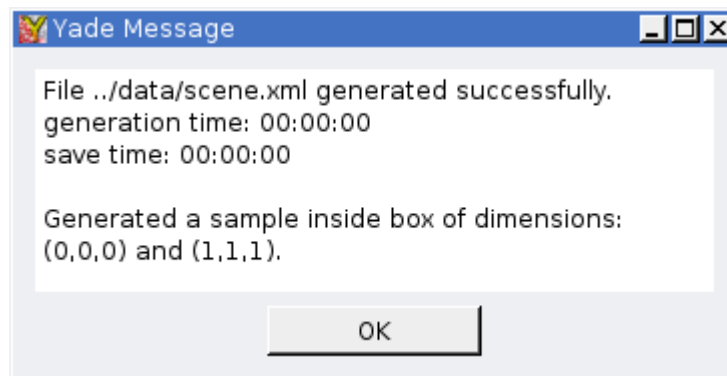 Yade Message
File ../data/scene.xml generated successfully.
generation time: 00:00:00
save time: 00:00:00
Generated a sample inside box of dimensions:
(0,0,0) and (1,1,1).
OK